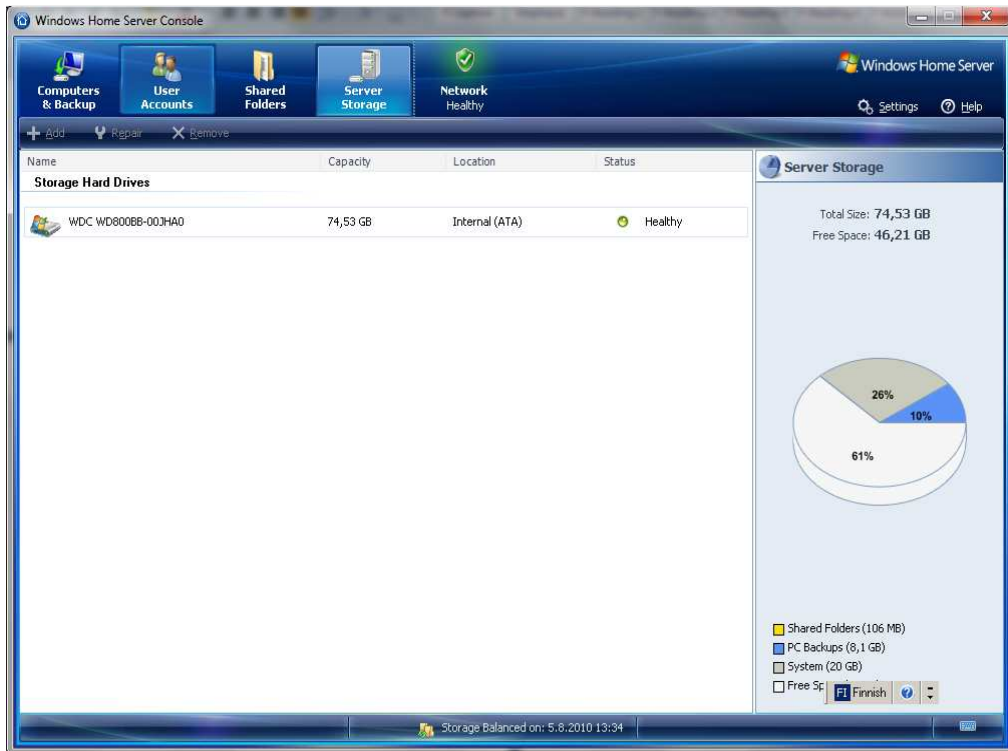 Windows Home Server Console
Computers & Backup
User Accounts
Shared Folders
Server Storage
Network Healthy
Windows Home Server
Settings Help
Add Repair Remove
Name Capacity Location Status
Storage Hard Drives
WDC WD800BB-00JHA0 74,53 GB Internal (ATA) Healthy
Server Storage
Total Size: 74,53 GB
Free Space: 46,21 GB
26%
10%
61%
Shared Folders (106 MB)
PC Backups (8,1 GB)
System (20 GB)
Free
FI Finnish
Storage Balanced on: 5.8.2010 13:34